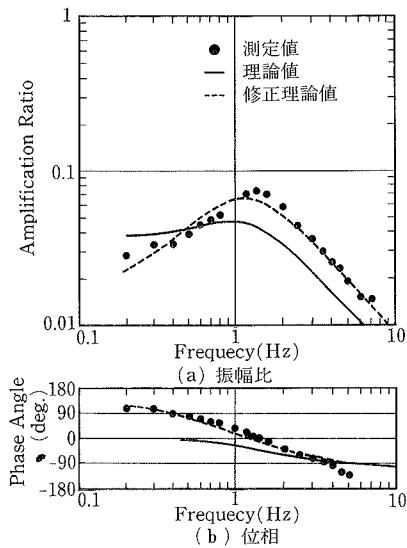 1
測定値
理論値
修正理論値
Amplification Ratio
0.1
0.01
0.1
1
10
Frequecy(Hz)
(a) 振幅比
180
90
0
-90
-180
Phase Angle
φ (deg.)
0.1
1
10
Frequecy(Hz)
(b) 位相